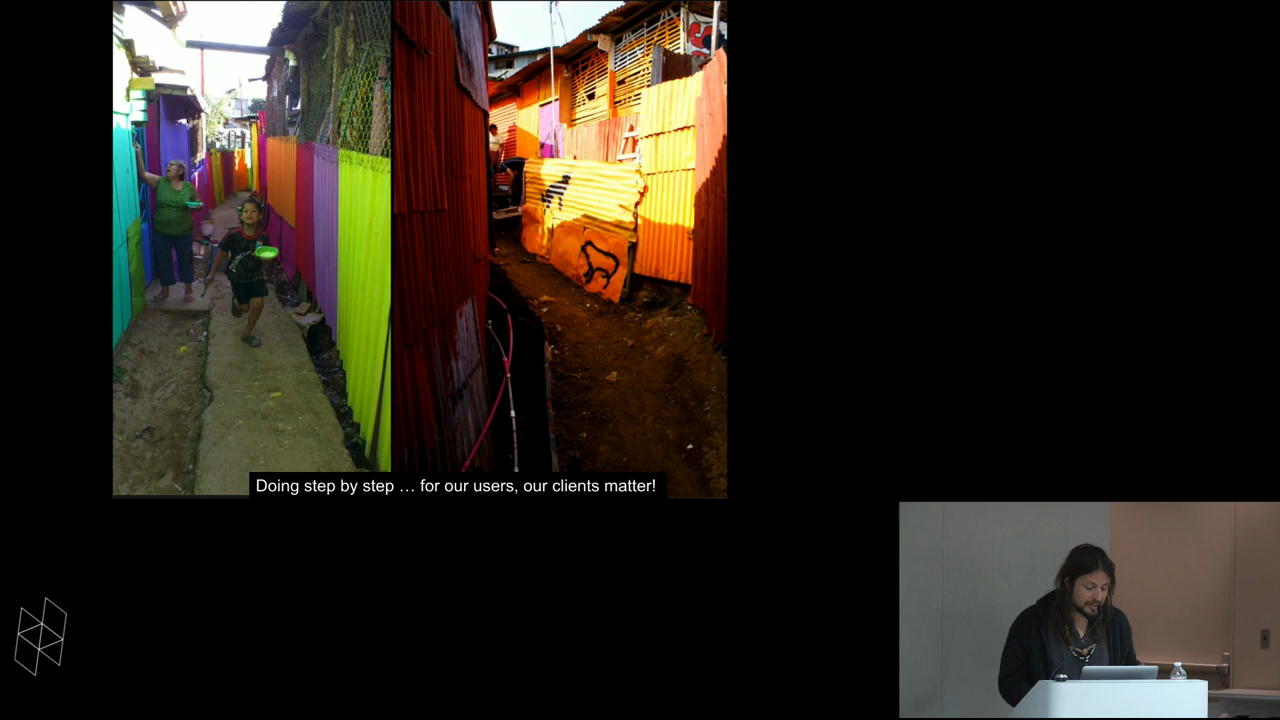 Doing step by step … for our users, our clients matter!